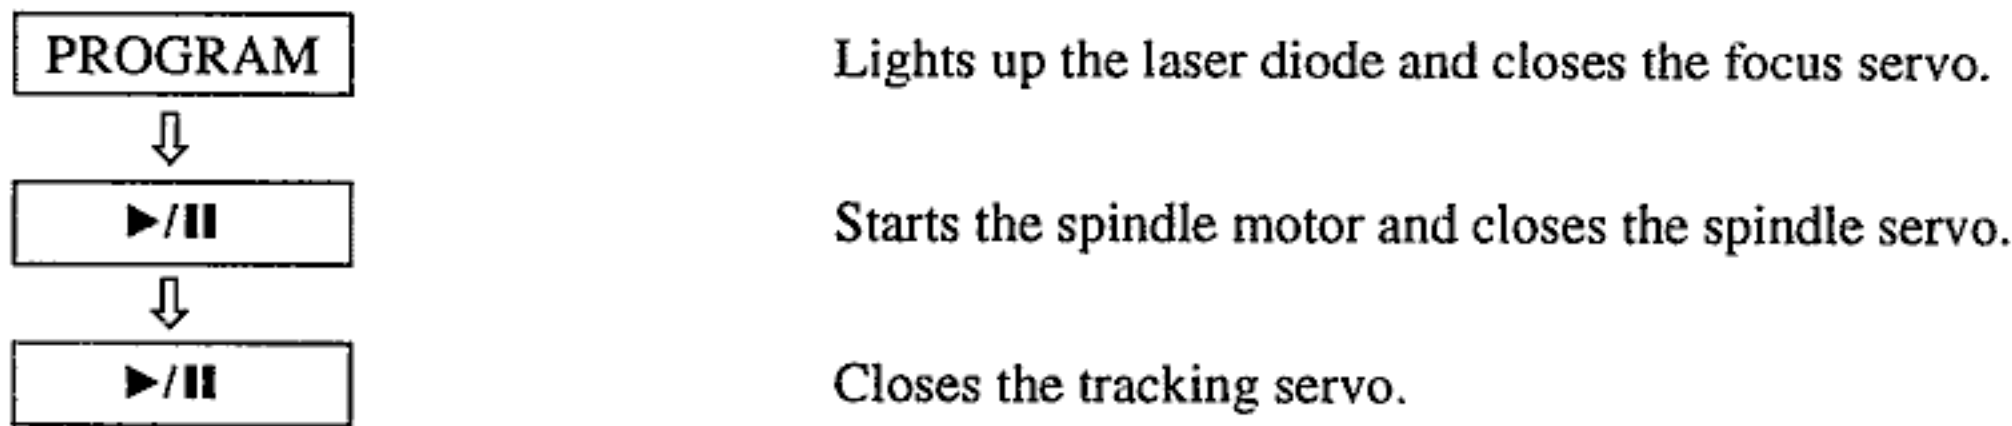 PROGRAM Lights up the laser diode and closes the focus servo.
▶/II Starts the spindle motor and closes the spindle servo.
▶/II Closes the tracking servo.